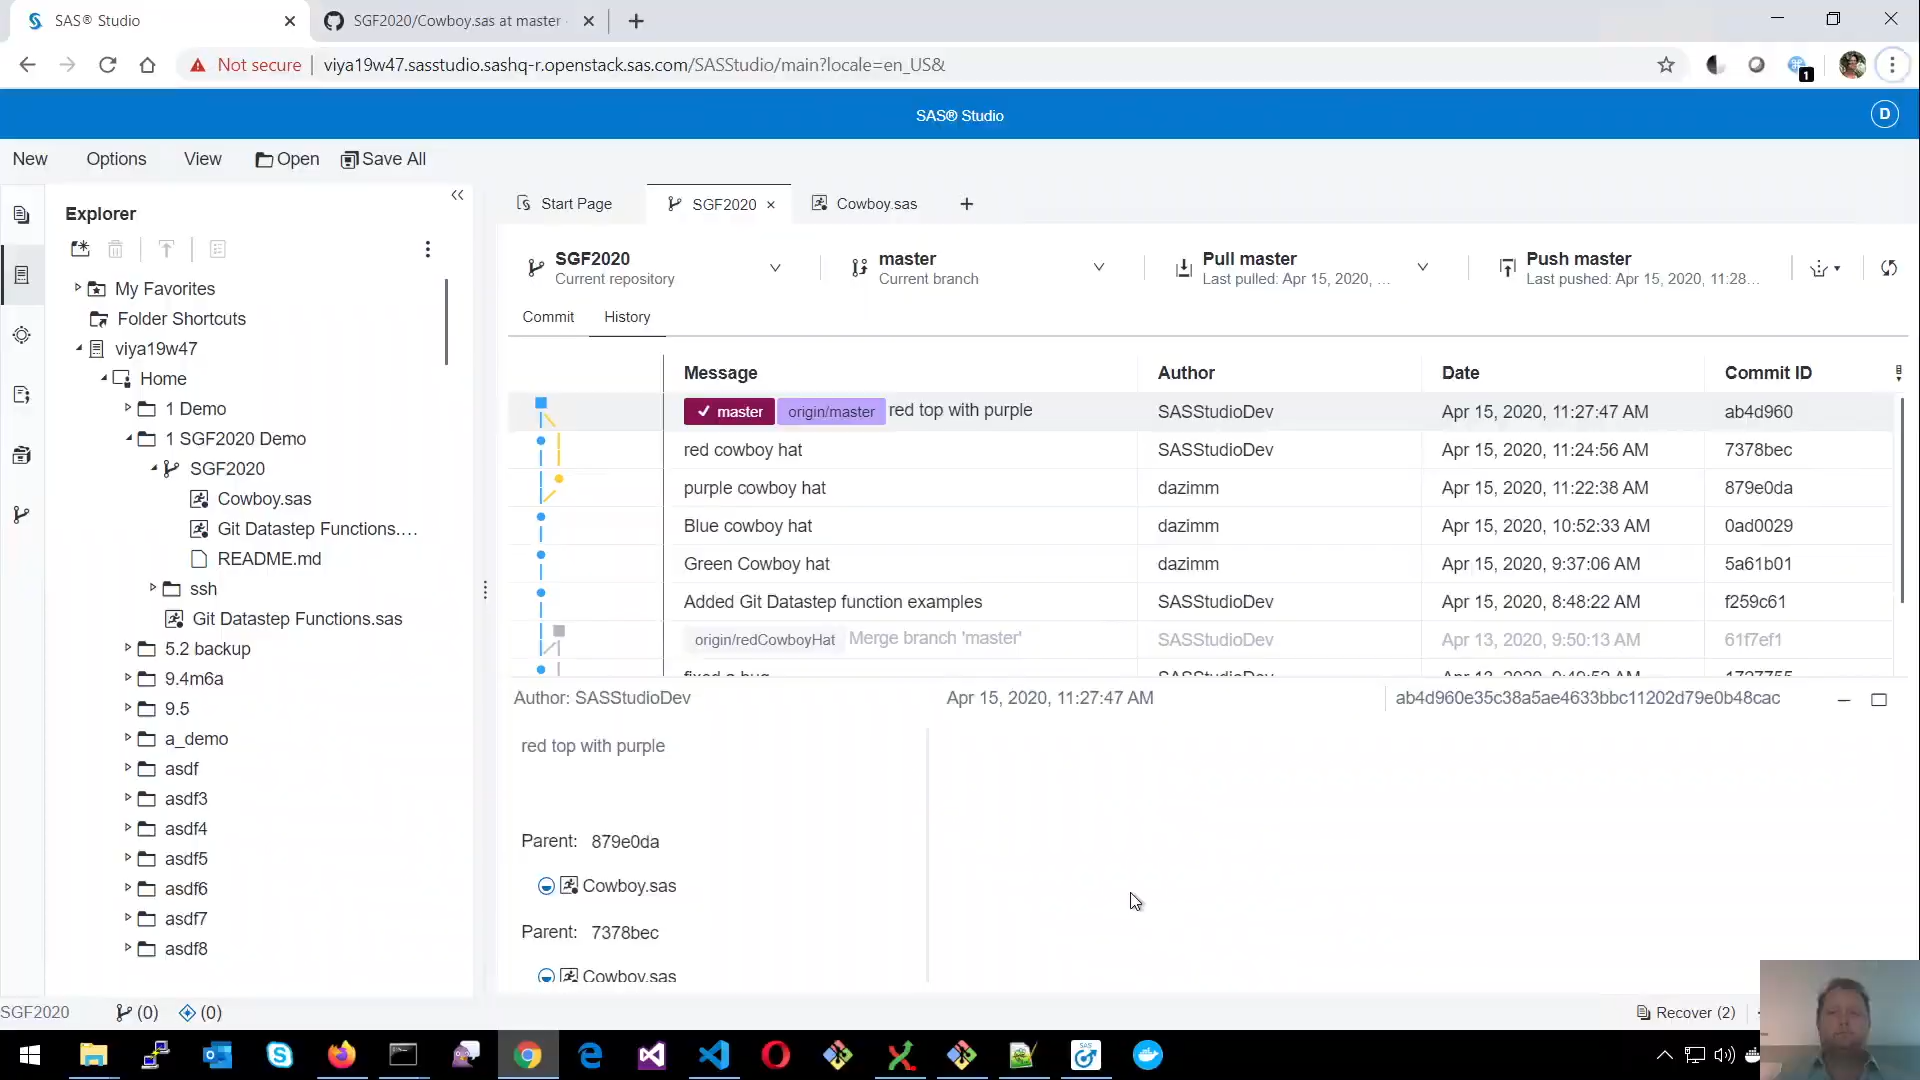 SAS® Studio
SGF2020/Cowboy.sas at master
Not secure
viya19w47.sasstudio.sashq-r.openstack.sas.com/SASStudio/main?locale=en_US&
1
SAS® Studio
D
New Options View Open Save All
Explorer
My Favorites
Folder Shortcuts
viya19w47
Home
1 Demo
1 SGF2020 Demo
SGF2020
Cowboy.sas
Git Datastep Functions....
README.md
ssh
Git Datastep Functions.sas
5.2 backup
9.4m6a
9.5
a_demo
asdf
asdf3
asdf4
asdf5
asdf6
asdf7
asdf8
Start Page SGF2020 Cowboy.sas
SGF2020 master Pull master Push master
Current repository Current branch Last pulled: Apr 15, 2020, ... Last pushed: Apr 15, 2020, 11:28...
Commit History
Message Author Date Commit ID
master origin/master red top with purple SASStudioDev Apr 15, 2020, 11:27:47 AM ab4d960
red cowboy hat SASStudioDev Apr 15, 2020, 11:24:56 AM 7378bec
purple cowboy hat dazimm Apr 15, 2020, 11:22:38 AM 879e0da
Blue cowboy hat dazimm Apr 15, 2020, 10:52:33 AM 0ad0029
Green Cowboy hat dazimm Apr 15, 2020, 9:37:06 AM 5a61b01
Added Git Datastep function examples SASStudioDev Apr 15, 2020, 8:48:22 AM f259c61
origin/redCowboyHat Merge branch 'master' SASStudioDev Apr 13, 2020, 9:50:13 AM 61f7ef1
fixed a bug SASStudioDev
Author: SASStudioDev Apr 15, 2020, 11:27:47 AM ab4d960e35c38a5ae4633bbc11202d79e0b48cac
red top with purple
Parent: 879e0da
Cowboy.sas
Parent: 7378bec
Cowboy.sas
SGF2020 (0) (0) Recover (2)